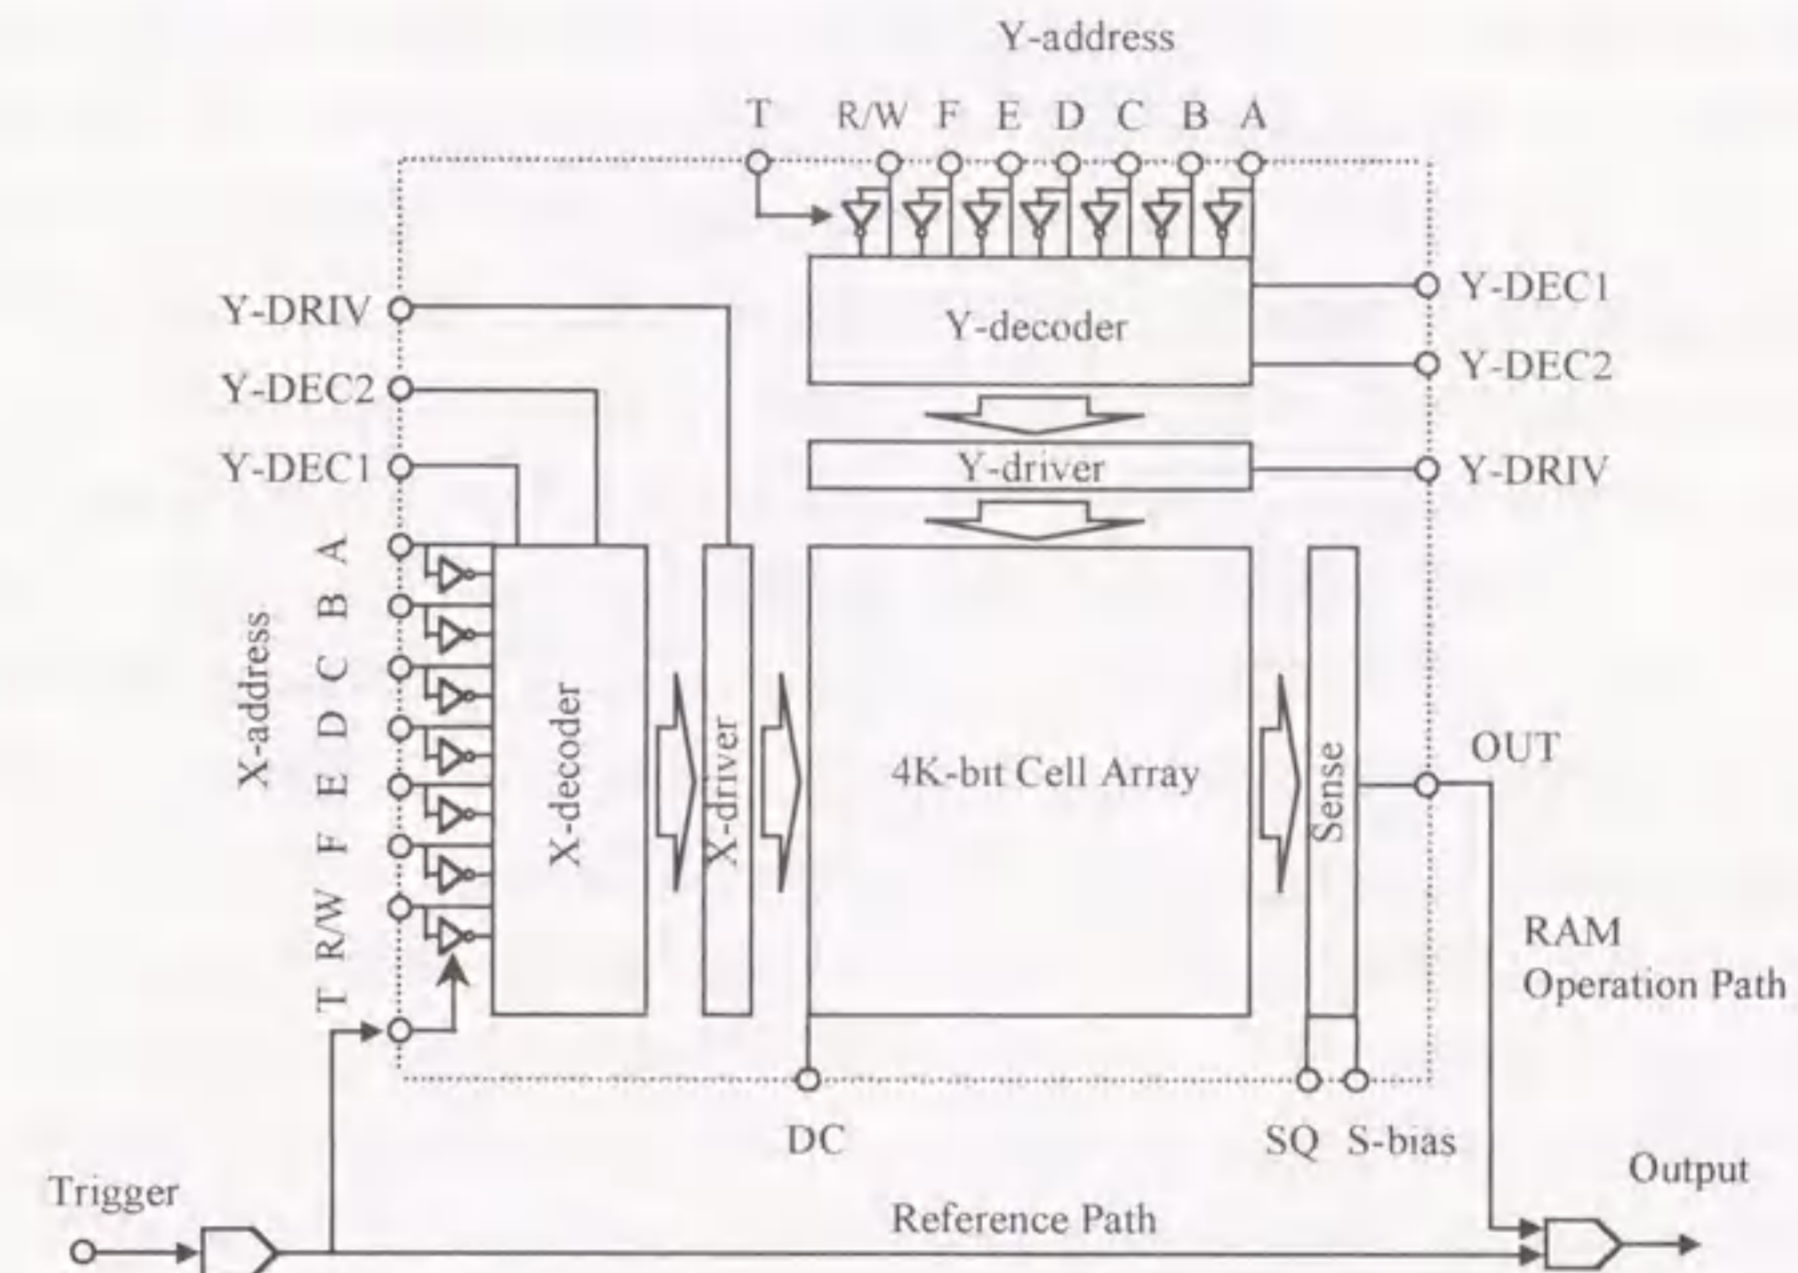 Y-address
T R/W F E D C B A
Y-DRIV
Y-DEC2
Y-DEC1
Y-decoder
Y-DEC1
Y-DEC2
Y-driver
Y-DRIV
X-address
A
B
C
D
E
F
R/W
T
X-decoder
X-driver
4K-bit Cell Array
Sense
OUT
RAM
Operation Path
DC
SQ
S-bias
Trigger
Reference Path
Output